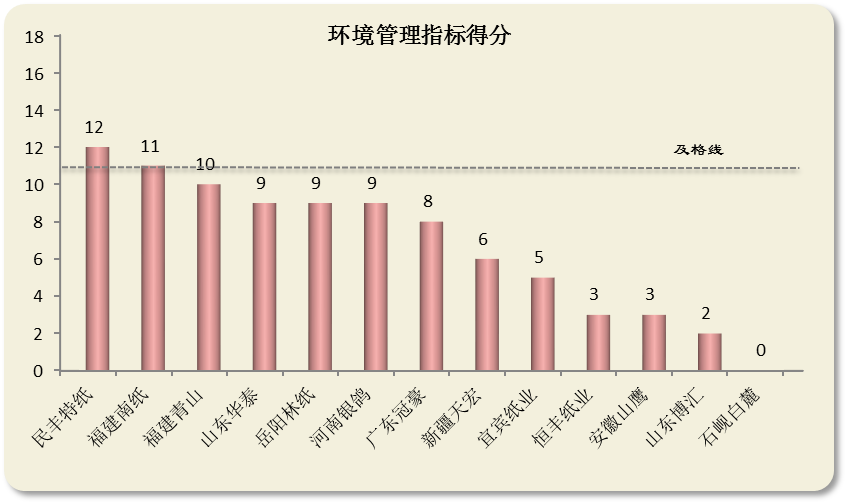 环境管理指标得分
18
16
14
12
10
8
6
4
2
0
及格线
12
11
10
9
9
9
8
6
5
3
3
2
0
民丰特纸
福建南纸
福建青山
山东华泰
岳阳林纸
河南银鸽
广东冠豪
新疆天宏
宜宾纸业
恒丰纸业
安徽山鹰
山东博汇
石岘白麓